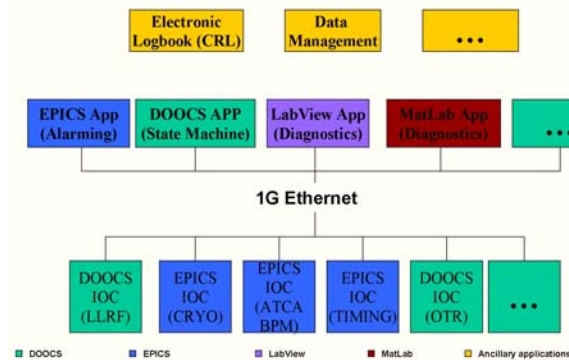 Electronic
Logbook (CRL)
Data
Management
...
EPICS App
(Alarming)
DOOCS APP
(State Machine)
LabView App
(Diagnostics)
MatLab App
(Diagnostics)
...
1G Ethernet
DOOCS
IOC
(LLRF)
EPICS
IOC
(CRYO)
EPICS
IOC
(ATCA
BPM)
EPICS
IOC
(TIMING)
DOOCS
IOC
(OTR)
...
DOOCS
EPICS
LabView
MatLab
Ancillary applications